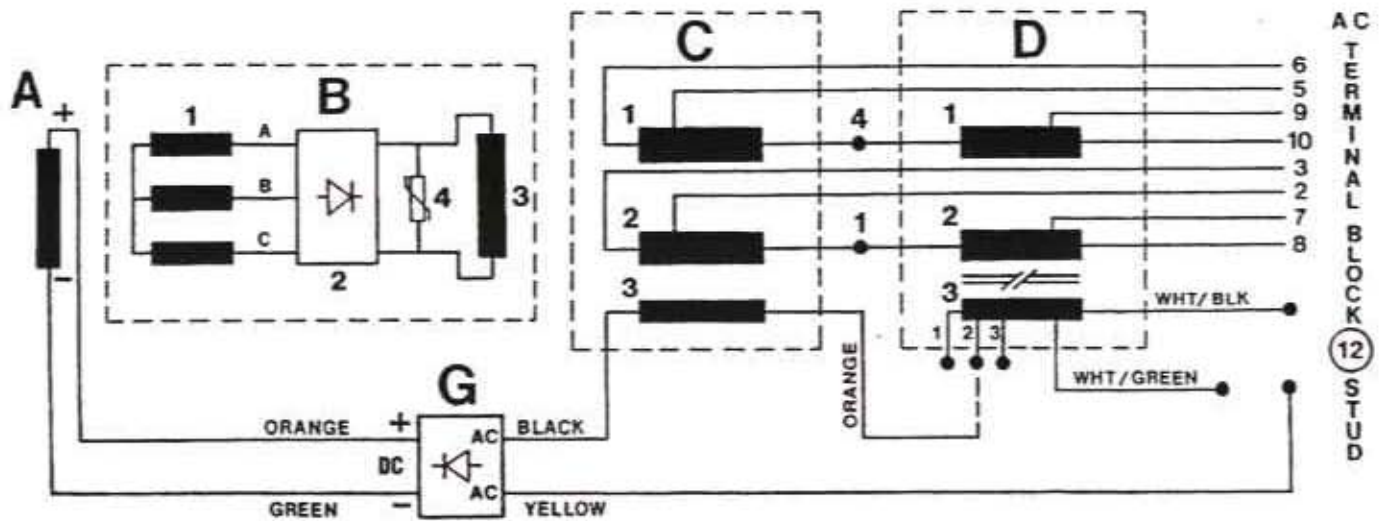 A
+
−
B
1
A
B
C
2
4
3
C
1
2
3
4
1
D
1
2
3
1 2 3
6
5
9
10
3
2
7
8
AC TERMINAL BLOCK 12 STUD
WHT/BLK
WHT/GREEN
ORANGE
G
ORANGE
+
AC
BLACK
DC
GREEN
−
AC
YELLOW